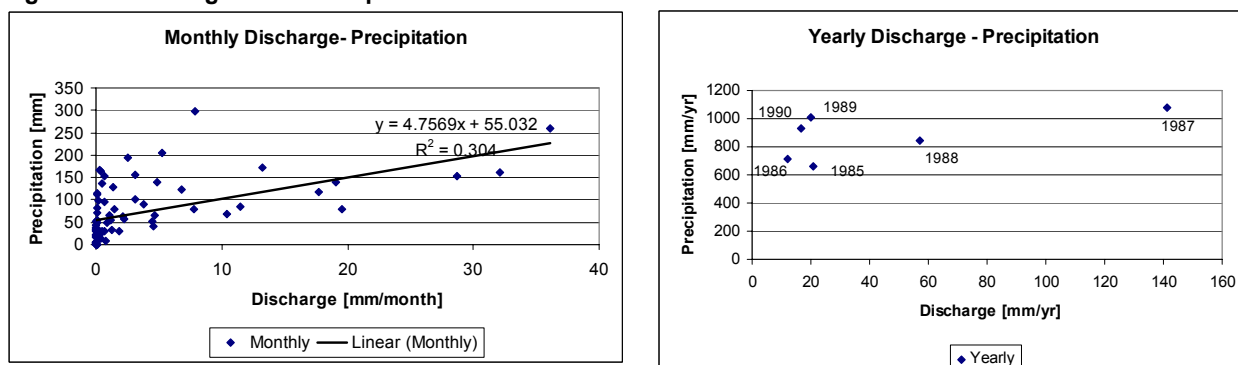 Monthly Discharge- Precipitation
350
300
250
200
150
100
50
0
Precipitation [mm]
y = 4.7569x + 55.032
R² = 0.304
0 10 20 30 40
Discharge [mm/month]
Monthly Linear (Monthly)
Yearly Discharge - Precipitation
1200
1000
800
600
400
200
0
Precipitation [mm/yr]
1990 1989
1987
1988
1986 1985
0 20 40 60 80 100 120 140 160
Discharge [mm/yr]
Yearly